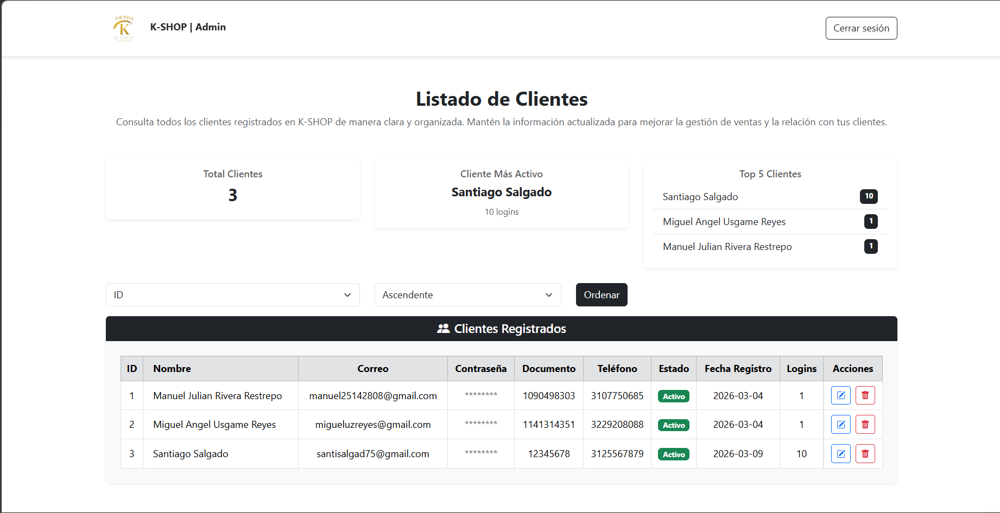 TIENDA
K
K-SHOP
K-SHOP | Admin
Cerrar sesión
Listado de Clientes
Consulta todos los clientes registrados en K-SHOP de manera clara y organizada. Mantén la información actualizada para mejorar la gestión de ventas y la relación con tus clientes.
Total Clientes
3
Cliente Más Activo
Santiago Salgado
10 logins
Top 5 Clientes
Santiago Salgado 10
Miguel Angel Usgame Reyes 1
Manuel Julian Rivera Restrepo 1
ID Ascendente Ordenar
Clientes Registrados
ID Nombre Correo Contraseña Documento Teléfono Estado Fecha Registro Logins Acciones
1 Manuel Julian Rivera Restrepo manuel25142808@gmail.com ******** 1090498303 3107750685 Activo 2026-03-04 1
2 Miguel Angel Usgame Reyes migueluzreyes@gmail.com ******** 1141314351 3229208088 Activo 2026-03-04 1
3 Santiago Salgado santisalgad75@gmail.com ******** 12345678 3125567879 Activo 2026-03-09 10